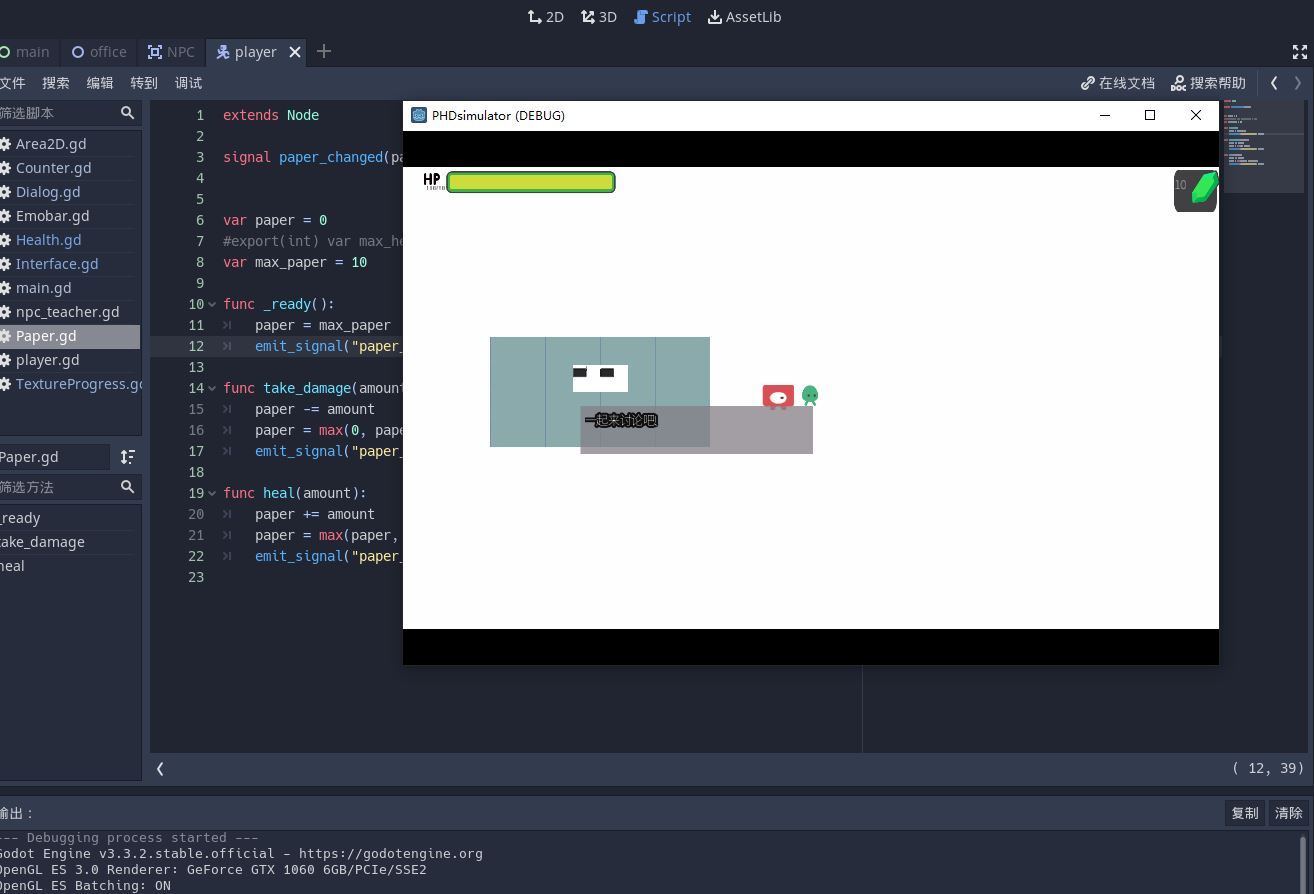 2D 3D Script AssetLib
main office NPC player
文件 搜索 编辑 转到 调试 在线文档 搜索帮助
筛选脚本
Area2D.gd
Counter.gd
Dialog.gd
Emobar.gd
Health.gd
Interface.gd
main.gd
npc_teacher.gd
Paper.gd
player.gd
TextureProgress.gd
Paper.gd
筛选方法
_ready
take_damage
heal
1 extends Node
2
3 signal paper_changed(pa
4
5
6 var paper = 0
7 #export(int) var max_he
8 var max_paper = 10
9
10 func _ready():
11 paper = max_paper
12 emit_signal("paper_
13
14 func take_damage(amount
15 paper -= amount
16 paper = max(0, pape
17 emit_signal("paper_
18
19 func heal(amount):
20 paper += amount
21 paper = max(paper,
22 emit_signal("paper_
23
PHDsimulator (DEBUG)
HP
10
一起来讨论吧!
( 12, 39)
输出:
复制 清除
--- Debugging process started ---
Godot Engine v3.3.2.stable.official - https://godotengine.org
OpenGL ES 3.0 Renderer: GeForce GTX 1060 6GB/PCIe/SSE2
OpenGL ES Batching: ON